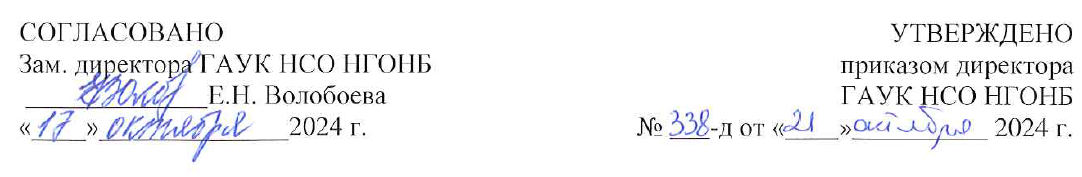 СОГЛАСОВАНО
Зам. директора ГАУК НСО НГОНБ
Е.Н. Волобоева
«17» октября 2024 г.
УТВЕРЖДЕНО
приказом директора
ГАУК НСО НГОНБ
№ 338-д от «21» октября 2024 г.